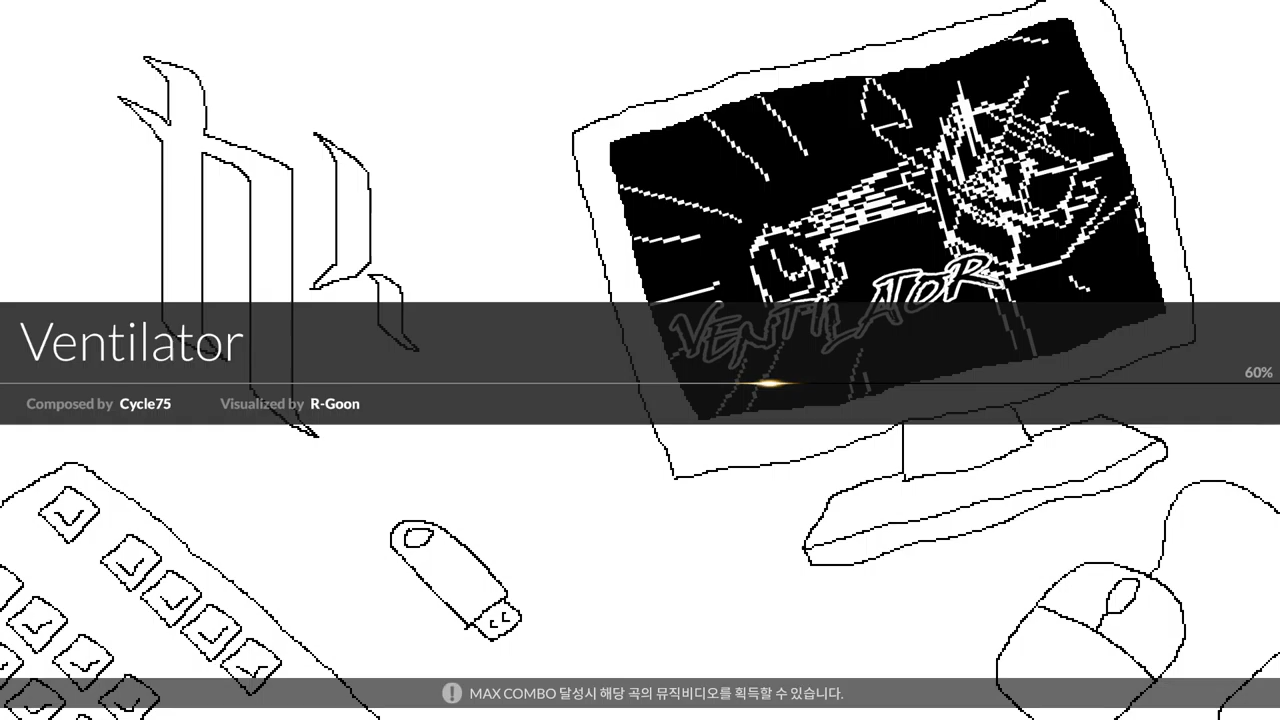 VENTILATOR
Ventilator
60%
Composed by Cycle75 Visualized by R-Goon
MAX COMBO 달성시 해당 곡의 뮤직비디오를 획득할 수 있습니다.